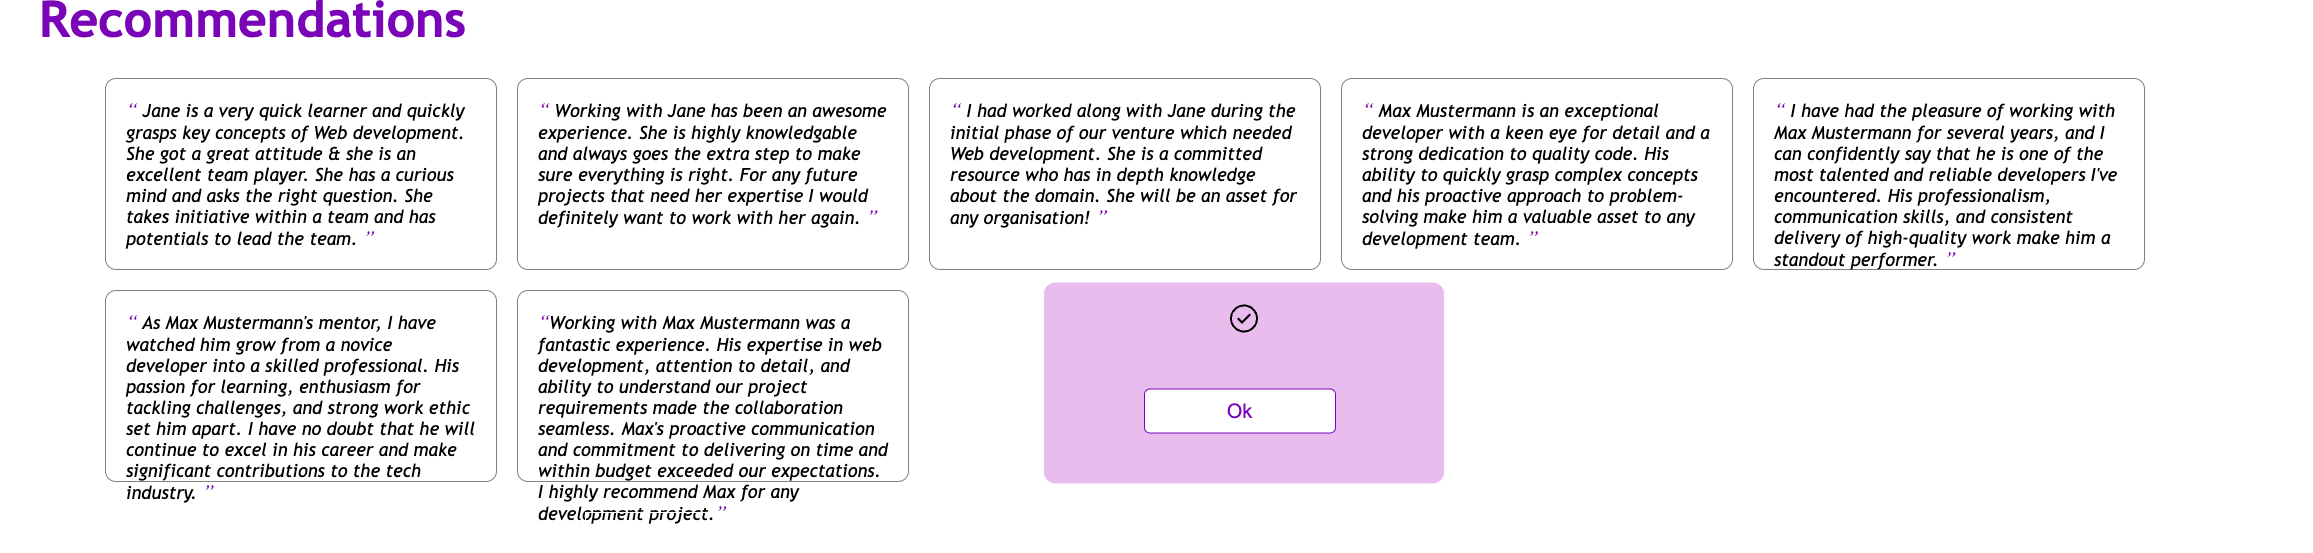 Recommendations
“ Jane is a very quick learner and quickly
grasps key concepts of Web development.
She got a great attitude & she is an
excellent team player. She has a curious
mind and asks the right question. She
takes initiative within a team and has
potentials to lead the team. ”
“ Working with Jane has been an awesome
experience. She is highly knowledgable
and always goes the extra step to make
sure everything is right. For any future
projects that need her expertise I would
definitely want to work with her again. ”
“ I had worked along with Jane during the
initial phase of our venture which needed
Web development. She is a committed
resource who has in depth knowledge
about the domain. She will be an asset for
any organisation! ”
“ Max Mustermann is an exceptional
developer with a keen eye for detail and a
strong dedication to quality code. His
ability to quickly grasp complex concepts
and his proactive approach to problem-
solving make him a valuable asset to any
development team. ”
“ I have had the pleasure of working with
Max Mustermann for several years, and I
can confidently say that he is one of the
most talented and reliable developers I've
encountered. His professionalism,
communication skills, and consistent
delivery of high-quality work make him a
standout performer. ”
“ As Max Mustermann's mentor, I have
watched him grow from a novice
developer into a skilled professional. His
passion for learning, enthusiasm for
tackling challenges, and strong work ethic
set him apart. I have no doubt that he will
continue to excel in his career and make
significant contributions to the tech
industry. ”
“Working with Max Mustermann was a
fantastic experience. His expertise in web
development, attention to detail, and
ability to understand our project
requirements made the collaboration
seamless. Max's proactive communication
and commitment to delivering on time and
within budget exceeded our expectations.
I highly recommend Max for any
development project.”
Ok